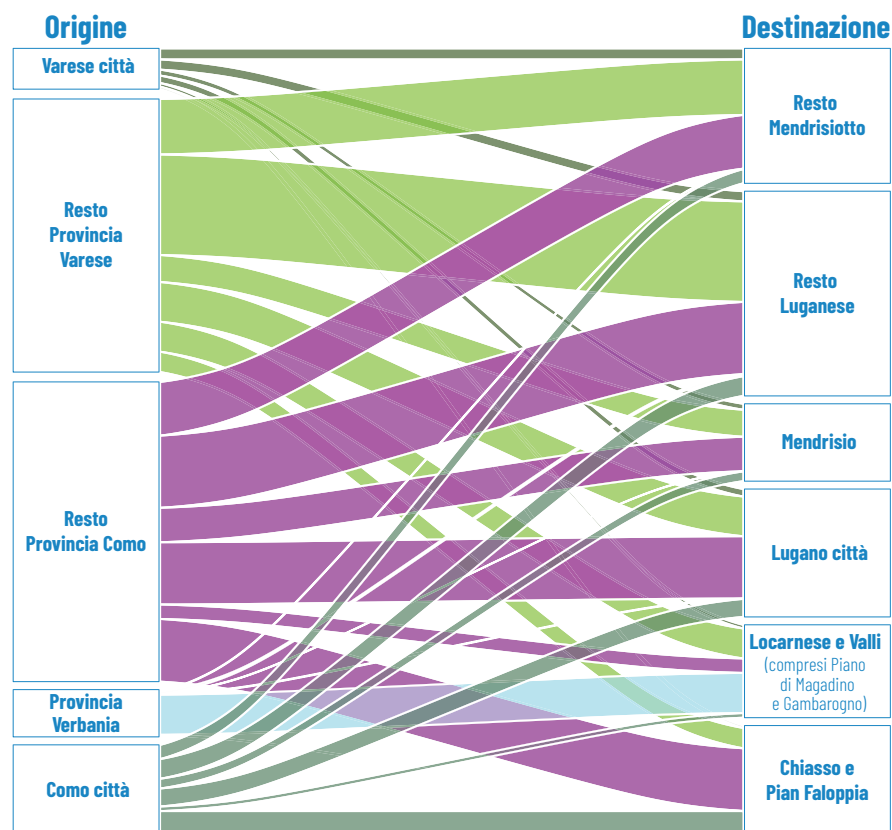 Origine
Varese città
Resto
Provincia
Varese
Resto
Provincia Como
Provincia
Verbania
Como città
Destinazione
Resto
Mendrisiotto
Resto
Luganese
Mendrisio
Lugano città
Locarnese e Valli
(compresi Piano
di Magadino
e Gambarogno)
Chiasso e
Pian Faloppia